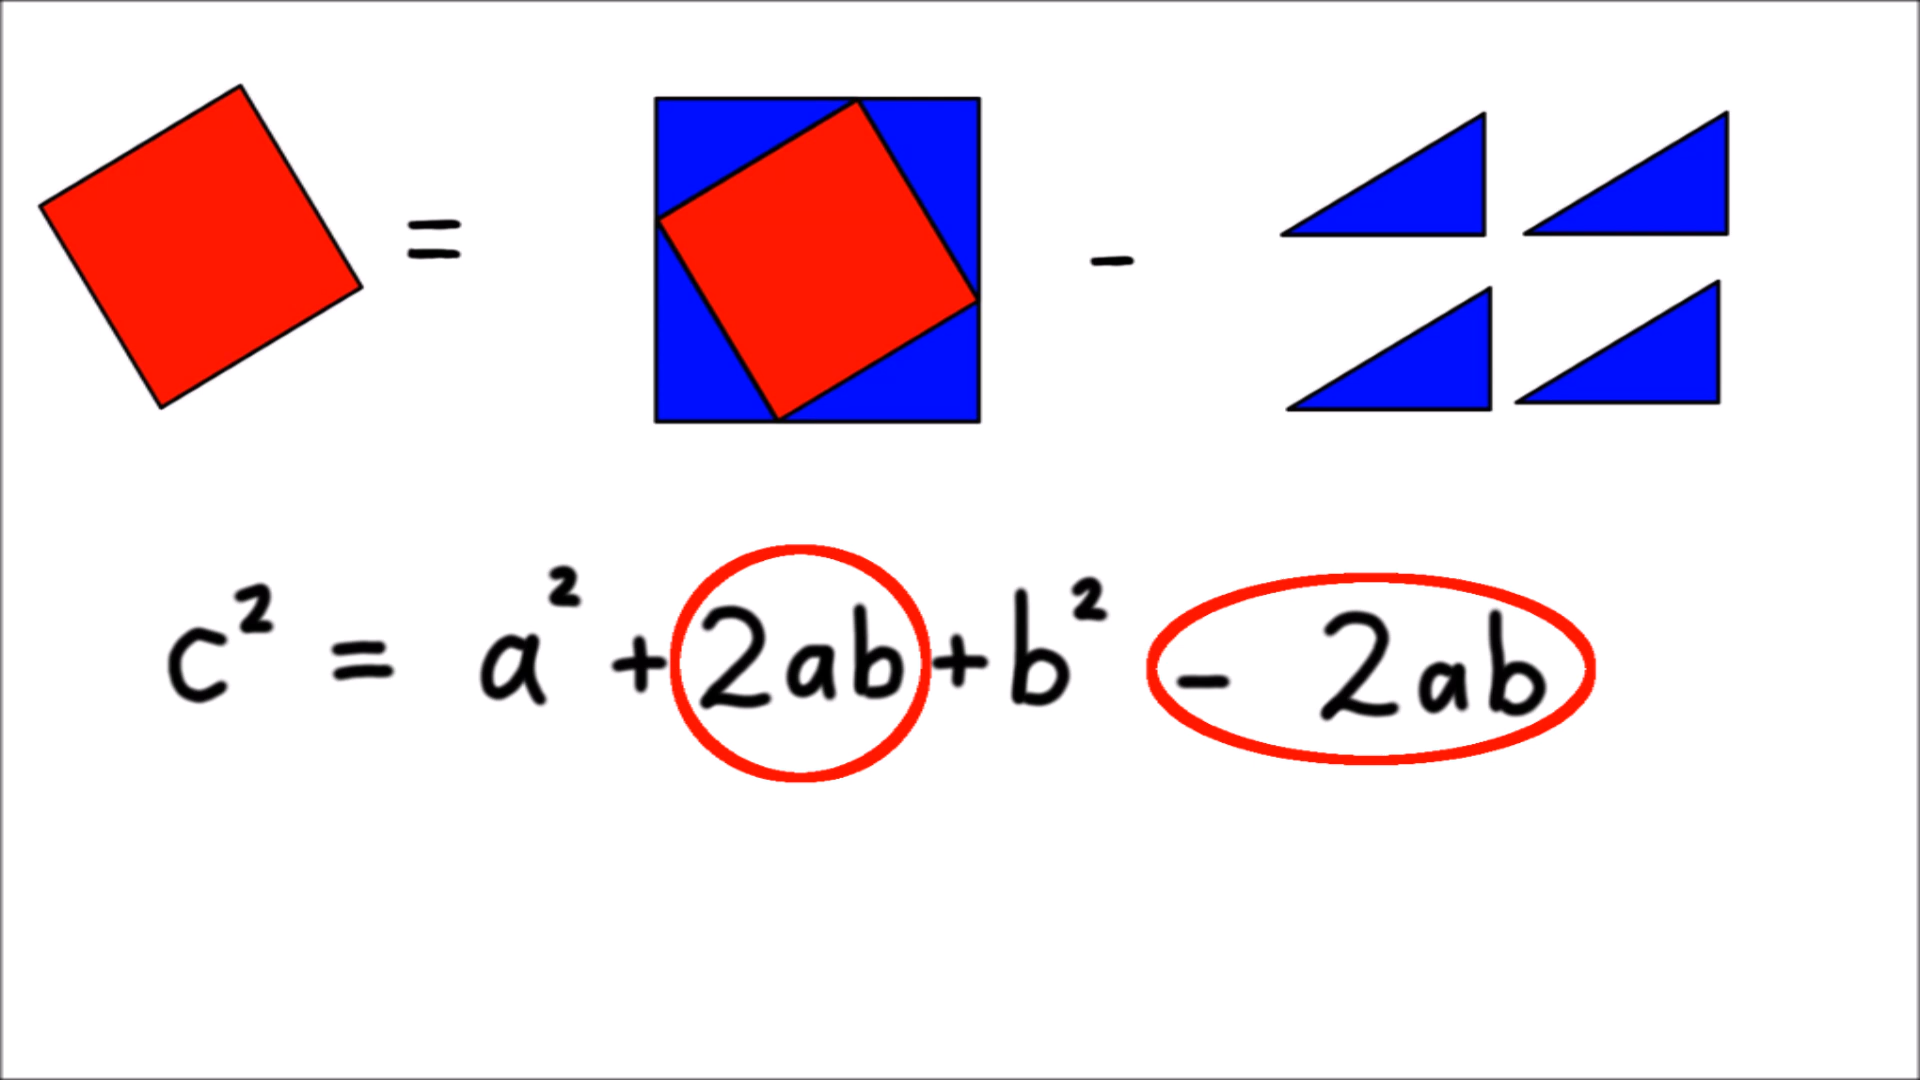 = -
c² = a² + 2ab + b² - 2ab